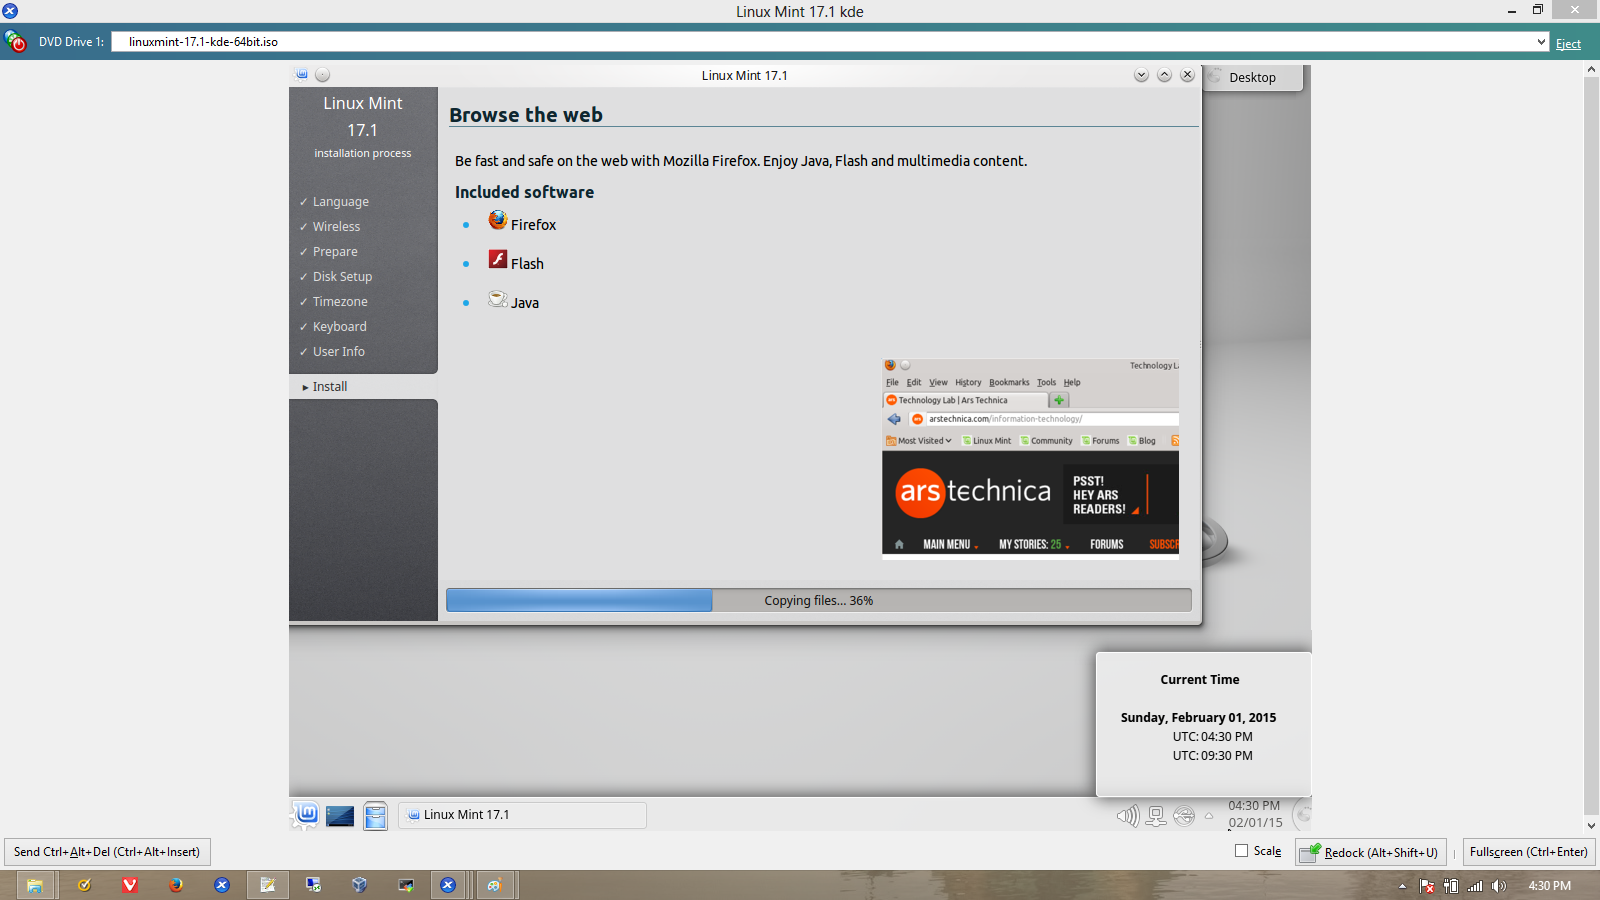 Linux Mint 17.1 kde
DVD Drive 1: linuxmint-17.1-kde-64bit.iso Eject
Linux Mint 17.1
Desktop
Linux Mint
17.1
installation process
✓ Language
✓ Wireless
✓ Prepare
✓ Disk Setup
✓ Timezone
✓ Keyboard
✓ User Info
▸ Install
Browse the web
Be fast and safe on the web with Mozilla Firefox. Enjoy Java, Flash and multimedia content.
Included software
• Firefox
• Flash
• Java
Technology La
File Edit View History Bookmarks Tools Help
ars Technology Lab | Ars Technica
arstechnica.com/information-technology/
Most Visited Linux Mint Community Forums Blog
ars technica
PSST!
HEY ARS
READERS!
MAIN MENU MY STORIES: 25 FORUMS SUBSCR
Copying files... 36%
Current Time
Sunday, February 01, 2015
UTC: 04:30 PM
UTC: 09:30 PM
Linux Mint 17.1
04:30 PM
02/01/15
Send Ctrl+Alt+Del (Ctrl+Alt+Insert)
Scale
Redock (Alt+Shift+U)
Fullscreen (Ctrl+Enter)
4:30 PM